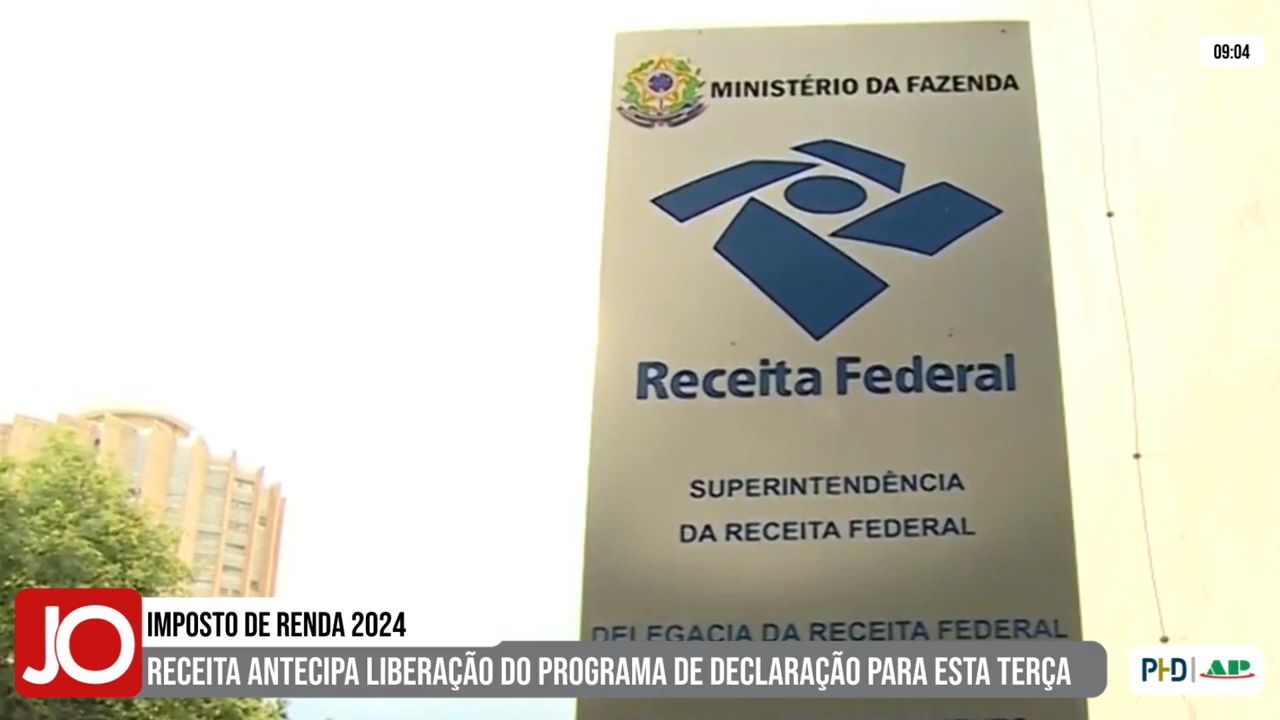 09:04
MINISTÉRIO DA FAZENDA
Receita Federal
SUPERINTENDÊNCIA
DA RECEITA FEDERAL
DELEGACIA DA RECEITA FEDERAL
JO
IMPOSTO DE RENDA 2024
RECEITA ANTECIPA LIBERAÇÃO DO PROGRAMA DE DECLARAÇÃO PARA ESTA TERÇA
PHD | AP